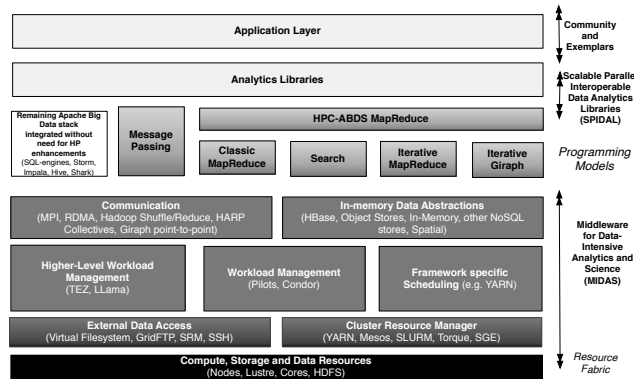 Application Layer
Community
and
Exemplars
Analytics Libraries
Scalable Parallel
Interoperable
Data Analytics
Libraries
(SPIDAL)
Remaining Apache Big
Data stack
integrated without
need for HP
enhancements
(SQL-engines, Storm,
Impala, Hive, Shark)
Message
Passing
HPC-ABDS MapReduce
Classic
MapReduce
Search
Iterative
MapReduce
Iterative
Giraph
Programming
Models
Communication
(MPI, RDMA, Hadoop Shuffle/Reduce, HARP
Collectives, Giraph point-to-point)
In-memory Data Abstractions
(HBase, Object Stores, In-Memory, other NoSQL
stores, Spatial)
Higher-Level Workload
Management
(TEZ, LLama)
Workload Management
(Pilots, Condor)
Framework specific
Scheduling (e.g. YARN)
Middleware for
Data-
Intensive
Analytics and
Science
(MIDAS)
External Data Access
(Virtual Filesystem, GridFTP, SRM, SSH)
Cluster Resource Manager
(YARN, Mesos, SLURM, Torque, SGE)
Compute, Storage and Data Resources
(Nodes, Lustre, Cores, HDFS)
Resource
Fabric